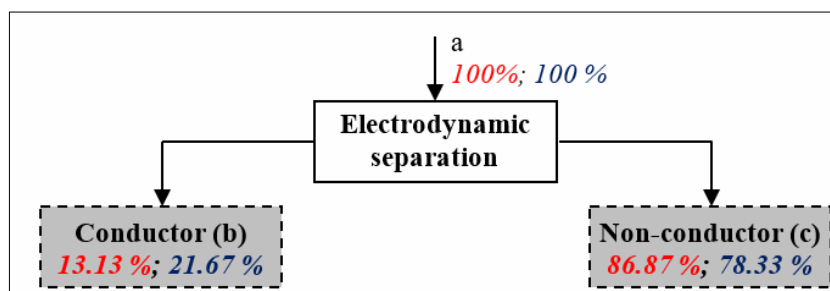 a
100%; 100 %
Electrodynamic
separation
Conductor (b)
13.13 %; 21.67 %
Non-conductor (c)
86.87 %; 78.33 %